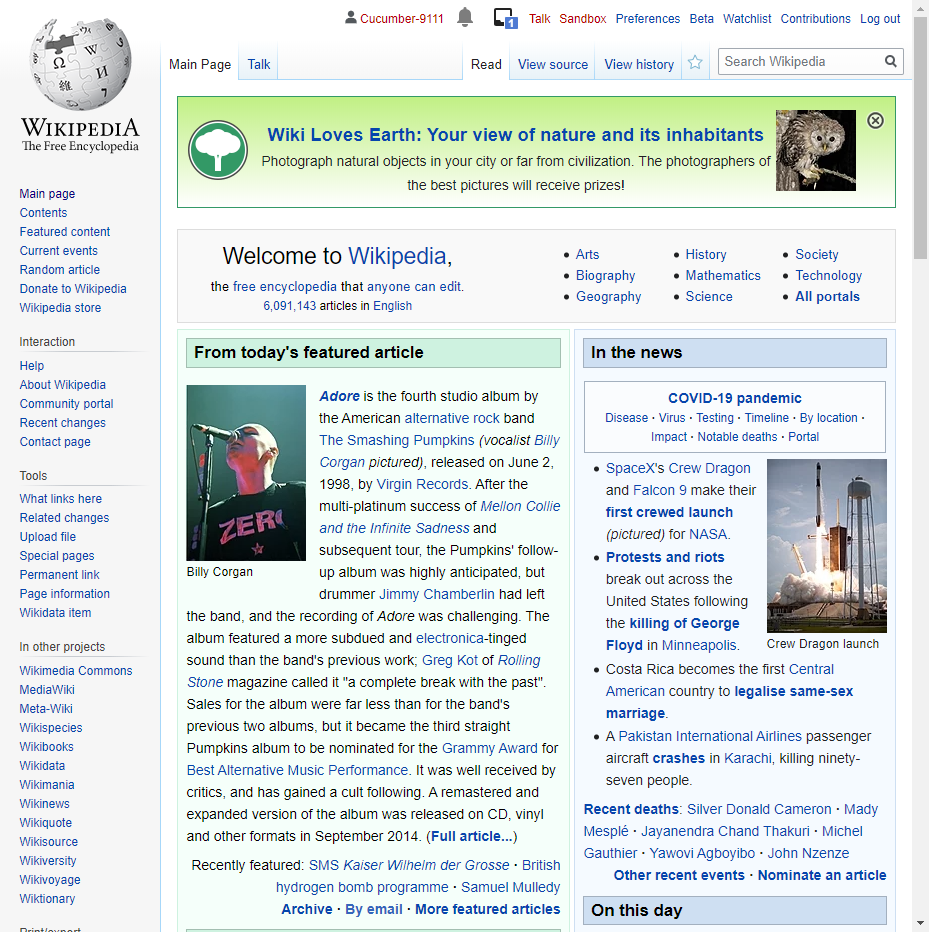 Cucumber-9111 1 Talk Sandbox Preferences Beta Watchlist Contributions Log out
Main Page Talk Read View source View history Search Wikipedia
Ω W И 維
WIKIPEDIA
The Free Encyclopedia
Main page
Contents
Featured content
Current events
Random article
Donate to Wikipedia
Wikipedia store
Interaction
Help
About Wikipedia
Community portal
Recent changes
Contact page
Tools
What links here
Related changes
Upload file
Special pages
Permanent link
Page information
Wikidata item
In other projects
Wikimedia Commons
MediaWiki
Meta-Wiki
Wikispecies
Wikibooks
Wikidata
Wikimania
Wikinews
Wikiquote
Wikisource
Wikiversity
Wikivoyage
Wiktionary
Print/export
Wiki Loves Earth: Your view of nature and its inhabitants
Photograph natural objects in your city or far from civilization. The photographers of
the best pictures will receive prizes!
Welcome to Wikipedia,
the free encyclopedia that anyone can edit.
6,091,143 articles in English
• Arts
• Biography
• Geography
• History
• Mathematics
• Science
• Society
• Technology
• All portals
From today's featured article
ZERO
Billy Corgan
Adore is the fourth studio album by
the American alternative rock band
The Smashing Pumpkins (vocalist Billy
Corgan pictured), released on June 2,
1998, by Virgin Records. After the
multi-platinum success of Mellon Collie
and the Infinite Sadness and
subsequent tour, the Pumpkins' follow-
up album was highly anticipated, but
drummer Jimmy Chamberlin had left
the band, and the recording of Adore was challenging. The
album featured a more subdued and electronica-tinged
sound than the band's previous work; Greg Kot of Rolling
Stone magazine called it "a complete break with the past".
Sales for the album were far less than for the band's
previous two albums, but it became the third straight
Pumpkins album to be nominated for the Grammy Award for
Best Alternative Music Performance. It was well received by
critics, and has gained a cult following. A remastered and
expanded version of the album was released on CD, vinyl
and other formats in September 2014. (Full article...)
Recently featured: SMS Kaiser Wilhelm der Grosse · British
hydrogen bomb programme · Samuel Mulledy
Archive · By email · More featured articles
In the news
COVID-19 pandemic
Disease · Virus · Testing · Timeline · By location ·
Impact · Notable deaths · Portal
• SpaceX's Crew Dragon
and Falcon 9 make their
first crewed launch
(pictured) for NASA.
• Protests and riots
break out across the
United States following
the killing of George
Floyd in Minneapolis.
Crew Dragon launch
• Costa Rica becomes the first Central
American country to legalise same-sex
marriage.
• A Pakistan International Airlines passenger
aircraft crashes in Karachi, killing ninety-
seven people.
Recent deaths: Silver Donald Cameron · Mady
Mesplé · Jayanendra Chand Thakuri · Michel
Gauthier · Yawovi Agboyibo · John Nzenze
Other recent events · Nominate an article
On this day